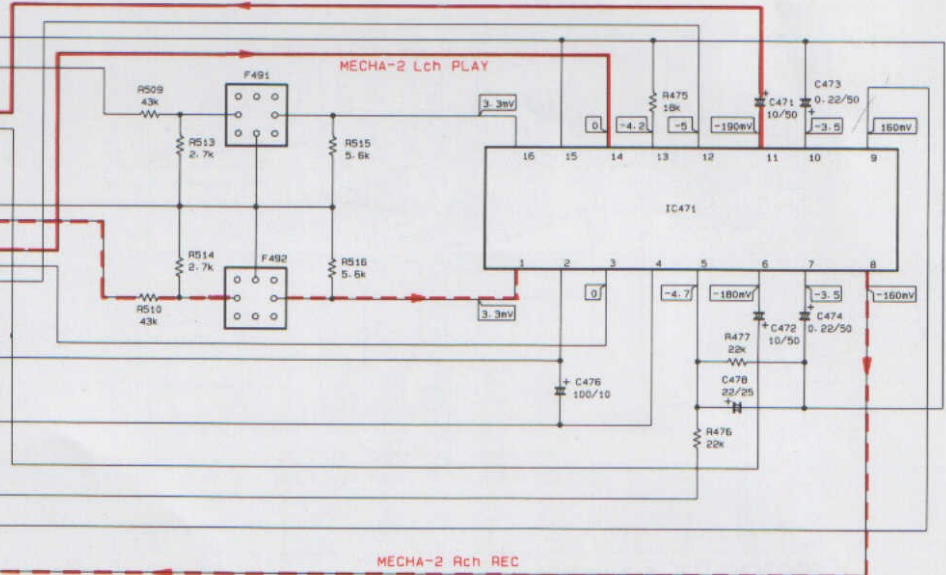 MECHA-2 Lch PLAY
F491
R509
43k
3.3mV
R475
18k
C471
10/50
C473
0.22/50
R513
2.7k
R515
5.6k
0
-4.2
-5
-190mV
-3.5
160mV
16 15 14 13 12 11 10 9
IC471
R514
2.7k
F492
R516
5.6k
1 2 3 4 5 6 7 8
R510
43k
3.3mV
0
-4.7
-180mV
-3.5
-160mV
C472
10/50
C474
0.22/50
R477
22k
C476
100/10
C478
22/25
R476
22k
MECHA-2 Rch REC